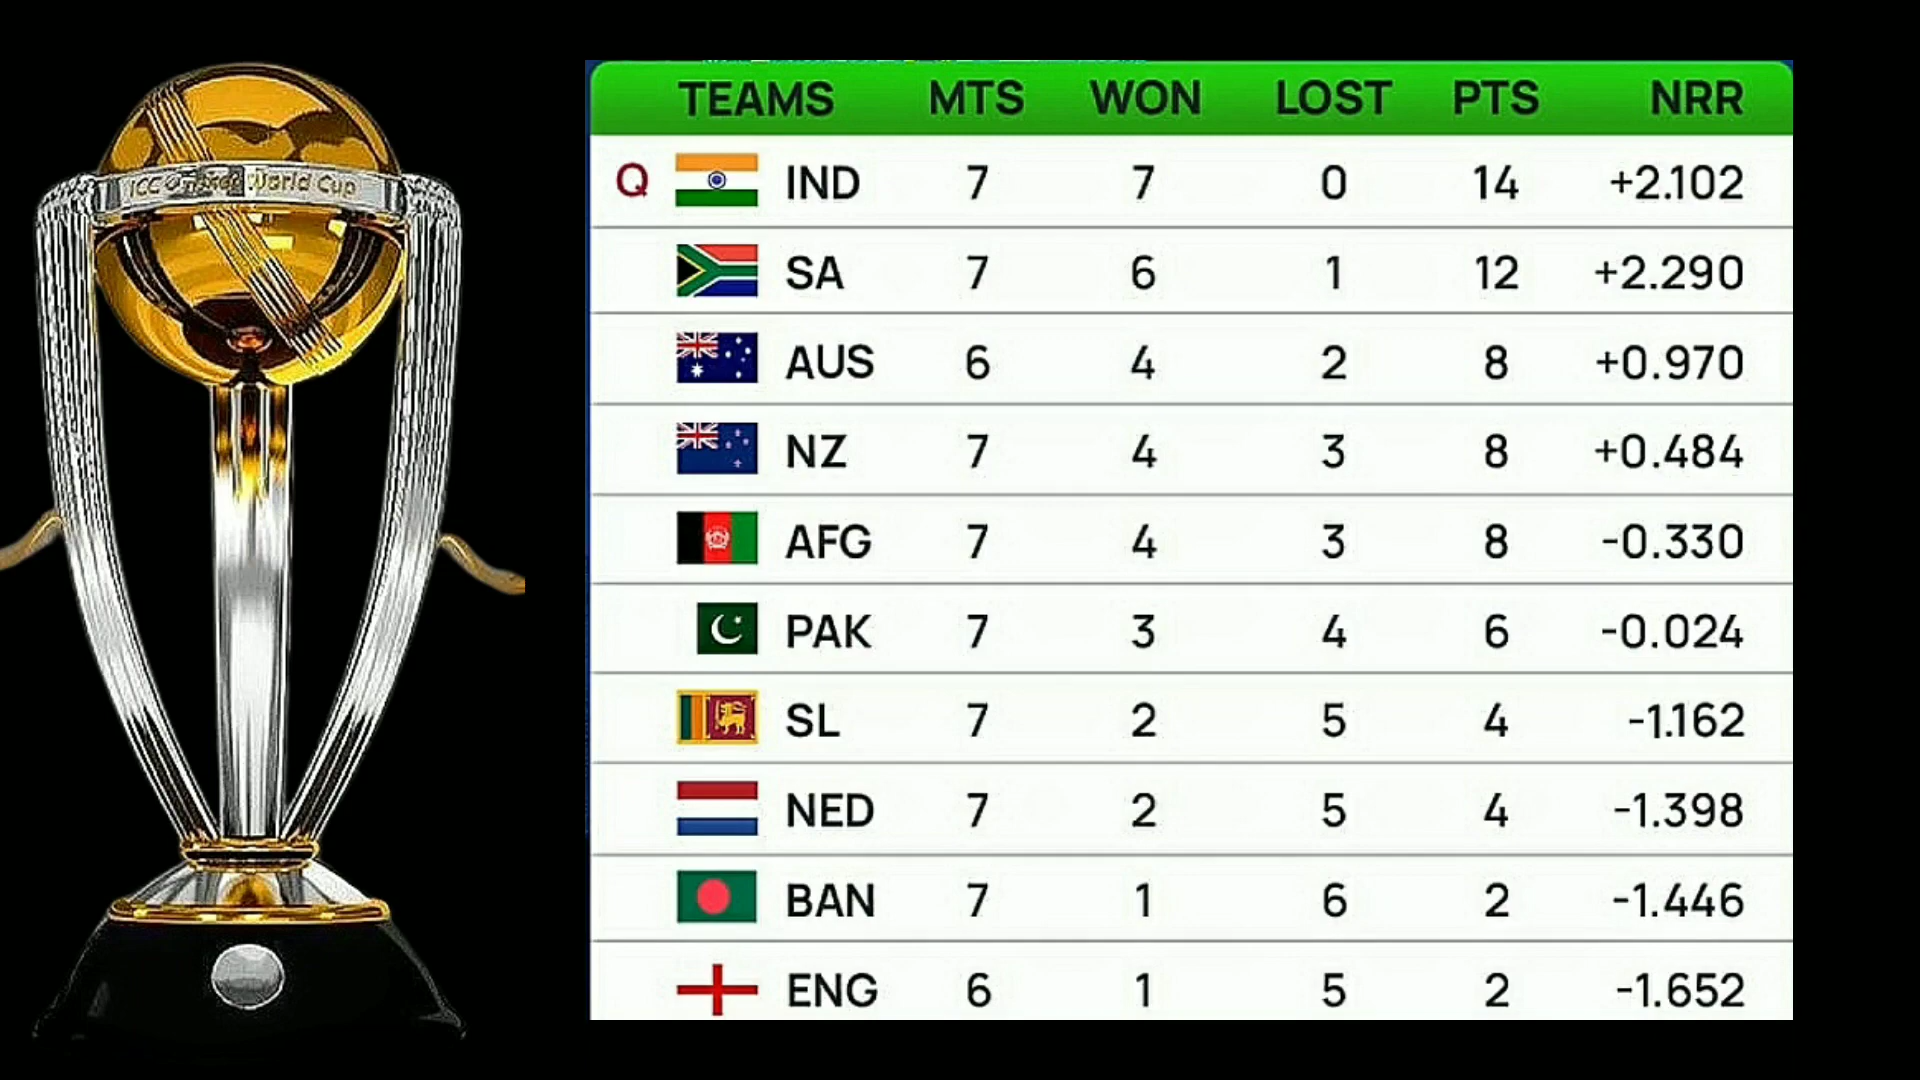 ICC World Cup
TEAMS MTS WON LOST PTS NRR
Q IND 7 7 0 14 +2.102
SA 7 6 1 12 +2.290
AUS 6 4 2 8 +0.970
NZ 7 4 3 8 +0.484
AFG 7 4 3 8 -0.330
PAK 7 3 4 6 -0.024
SL 7 2 5 4 -1.162
NED 7 2 5 4 -1.398
BAN 7 1 6 2 -1.446
ENG 6 1 5 2 -1.652